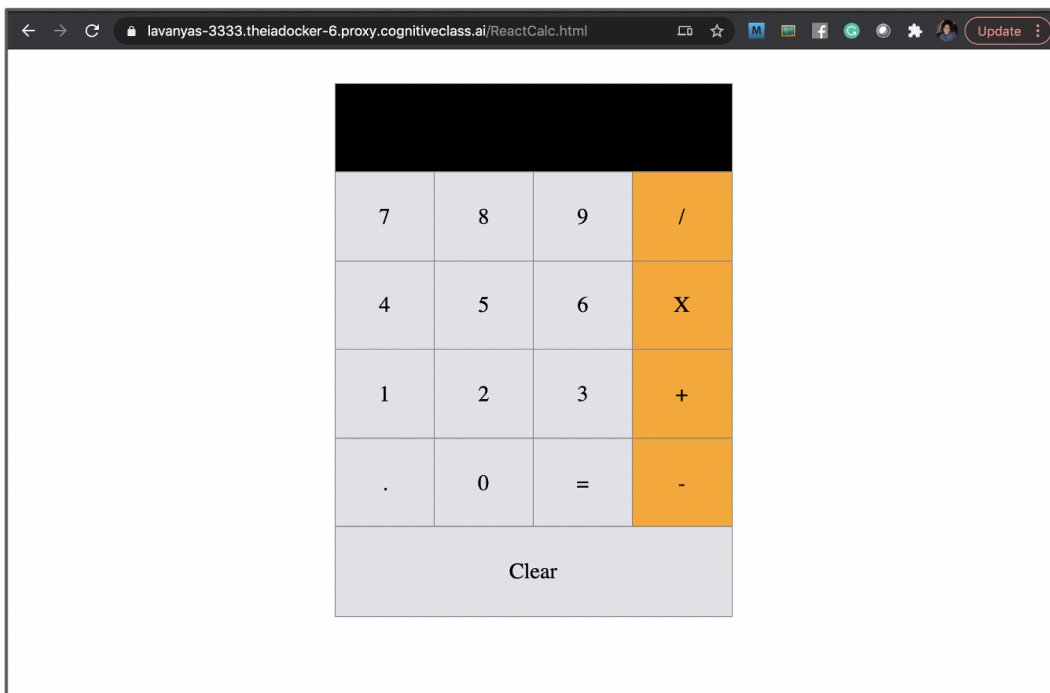 lavanyas-3333.theiadocker-6.proxy.cognitiveclass.ai/ReactCalc.html M f G Update
7 8 9 /
4 5 6 X
1 2 3 +
. 0 = -
Clear